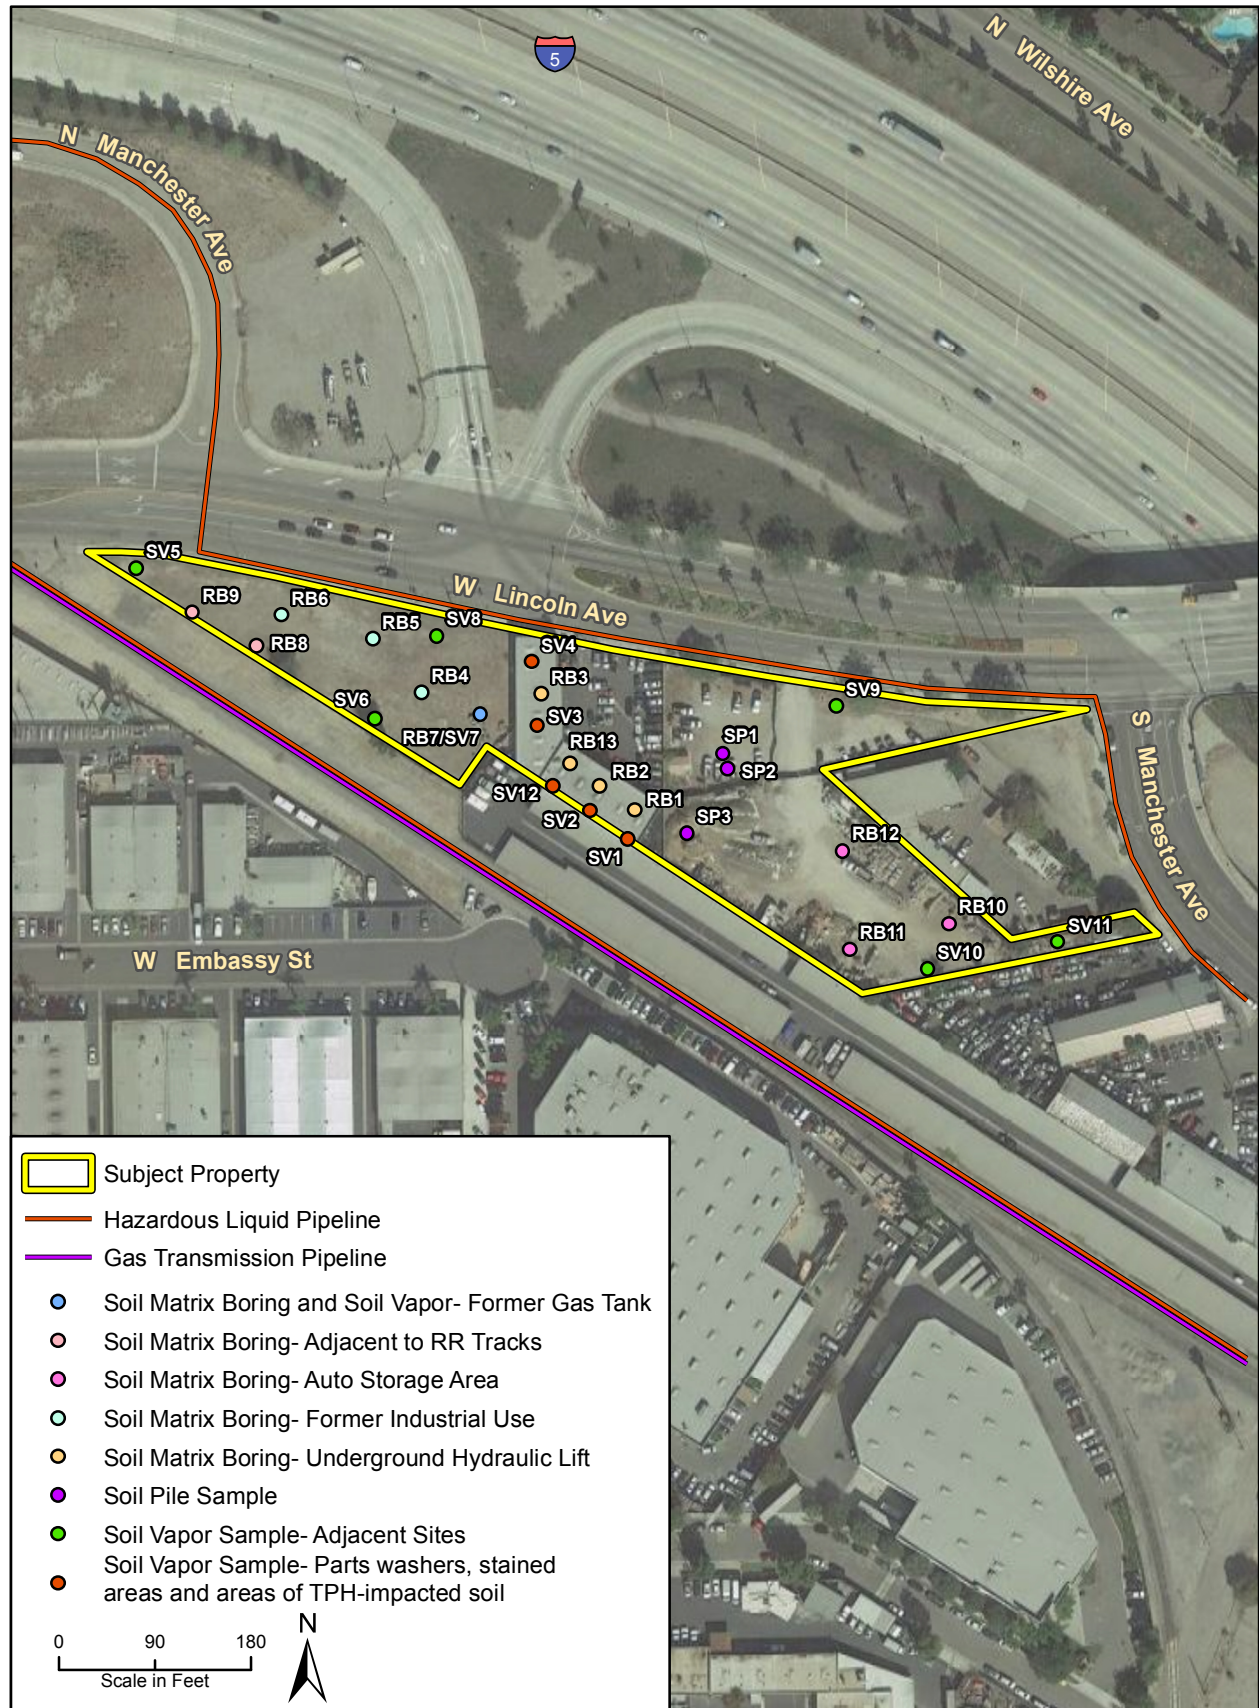 5
N Wilshire Ave
N Manchester Ave
W Lincoln Ave
SV5
RB9
RB6
RB8
RB5
SV8
SV4
RB4
RB3
SV6
SV3
RB7/SV7
SV9
RB13
SP1
SP2
SV12
RB2
SV2
RB1
SP3
SV1
RB12
RB10
RB11
SV11
SV10
S Manchester Ave
W Embassy St
Subject Property
Hazardous Liquid Pipeline
Gas Transmission Pipeline
Soil Matrix Boring and Soil Vapor- Former Gas Tank
Soil Matrix Boring- Adjacent to RR Tracks
Soil Matrix Boring- Auto Storage Area
Soil Matrix Boring- Former Industrial Use
Soil Matrix Boring- Underground Hydraulic Lift
Soil Pile Sample
Soil Vapor Sample- Adjacent Sites
Soil Vapor Sample- Parts washers, stained
areas and areas of TPH-impacted soil
0 90 180
Scale in Feet
N